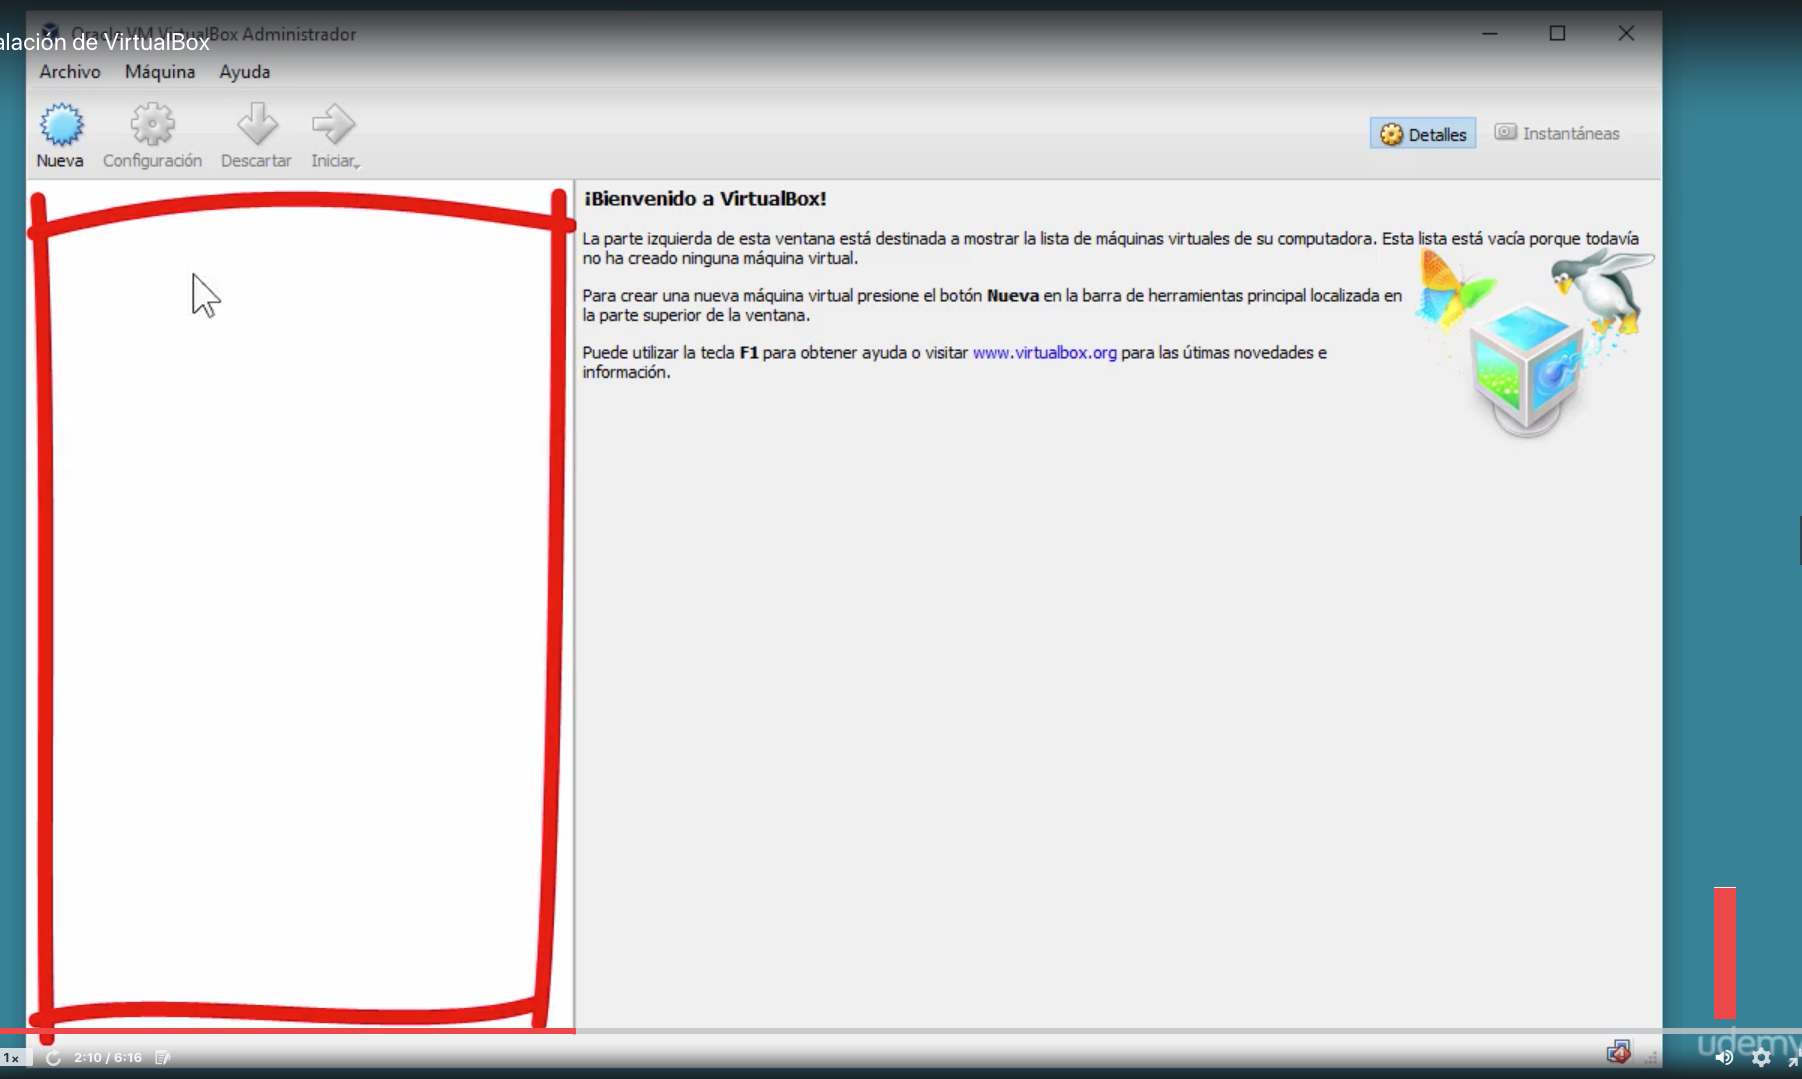 Oracle VM VirtualBox Administrador
alación de VirtualBox
Archivo Máquina Ayuda
Nueva Configuración Descartar Iniciar
Detalles Instantáneas
¡Bienvenido a VirtualBox!
La parte izquierda de esta ventana está destinada a mostrar la lista de máquinas virtuales de su computadora. Esta lista está vacía porque todavía
no ha creado ninguna máquina virtual.
Para crear una nueva máquina virtual presione el botón Nueva en la barra de herramientas principal localizada en
la parte superior de la ventana.
Puede utilizar la tecla F1 para obtener ayuda o visitar www.virtualbox.org para las útimas novedades e
información.
1x 2:10 / 6:16
udemy